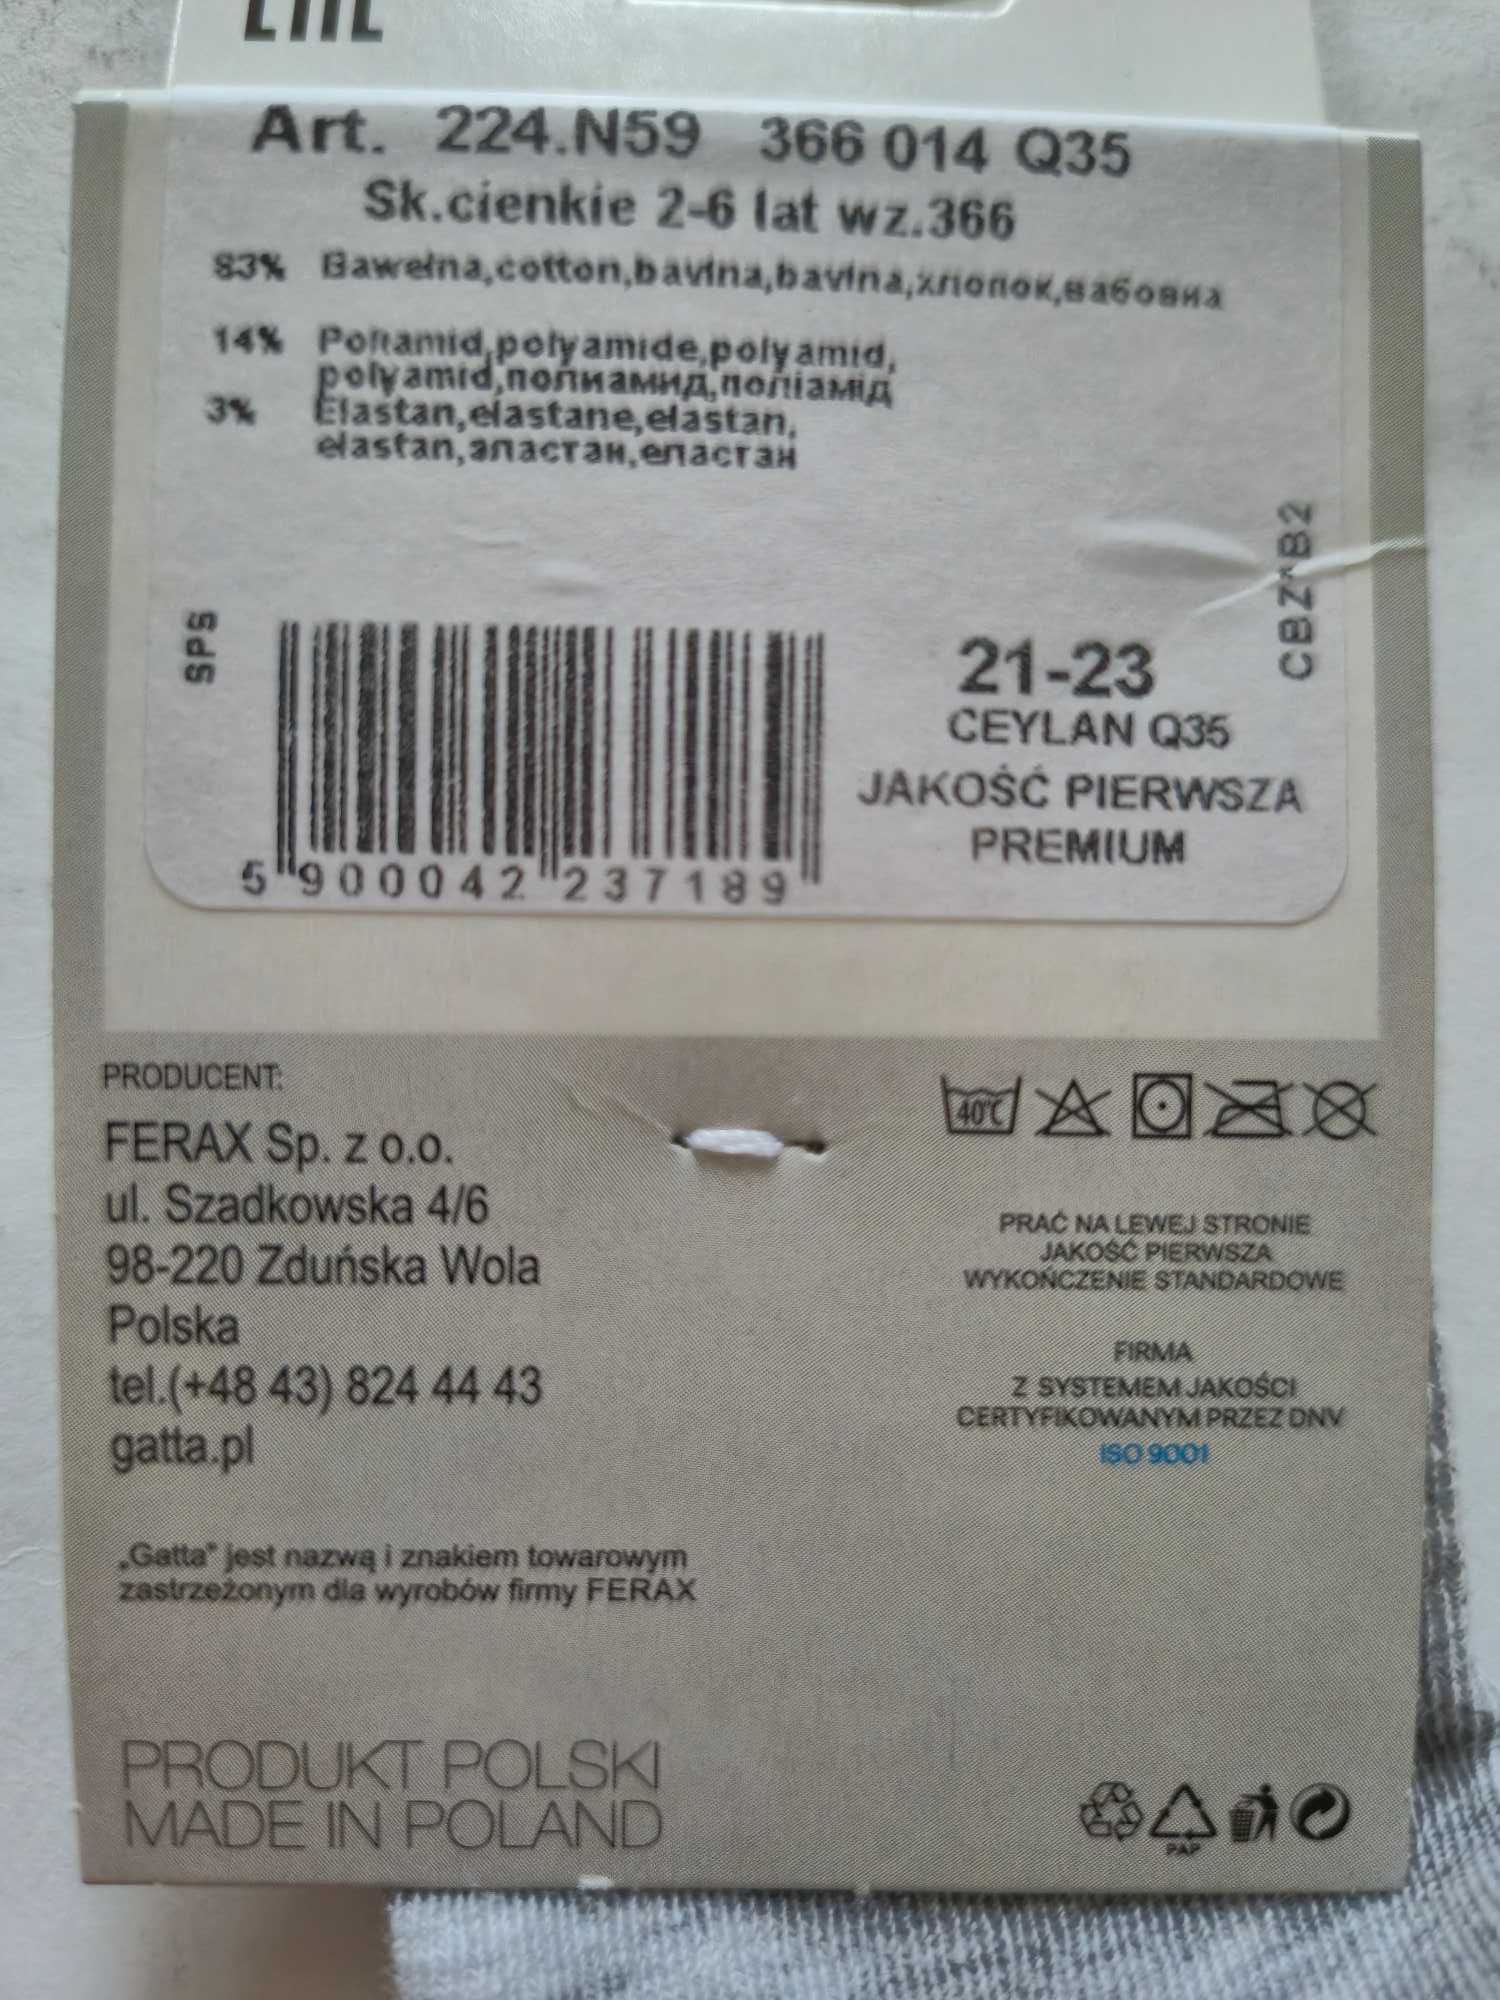 EAC
Art. 224.N59 366 014 Q35
Sk.cienkie 2-6 lat wz.366
83% Bawełna,cotton,bavlna,bavlna,хлопок,бабовна
14% Poliamid,polyamide,polyamid,
polyamid,полиамид,поліамід
3% Elastan,elastane,elastan,
elastan,эластан,еластан
SPS
CBZ*B2
21-23
CEYLAN Q35
JAKOŚĆ PIERWSZA
PREMIUM
5 900042 237189
PRODUCENT:
FERAX Sp. z o.o.
ul. Szadkowska 4/6
98-220 Zduńska Wola
Polska
tel.(+48 43) 824 44 43
gatta.pl
40°C
PRAĆ NA LEWEJ STRONIE
JAKOŚĆ PIERWSZA
WYKOŃCZENIE STANDARDOWE
FIRMA
Z SYSTEMEM JAKOŚCI
CERTYFIKOWANYM PRZEZ DNV
ISO 9001
„Gatta" jest nazwą i znakiem towarowym
zastrzeżonym dla wyrobów firmy FERAX
PRODUKT POLSKI
MADE IN POLAND
PAP